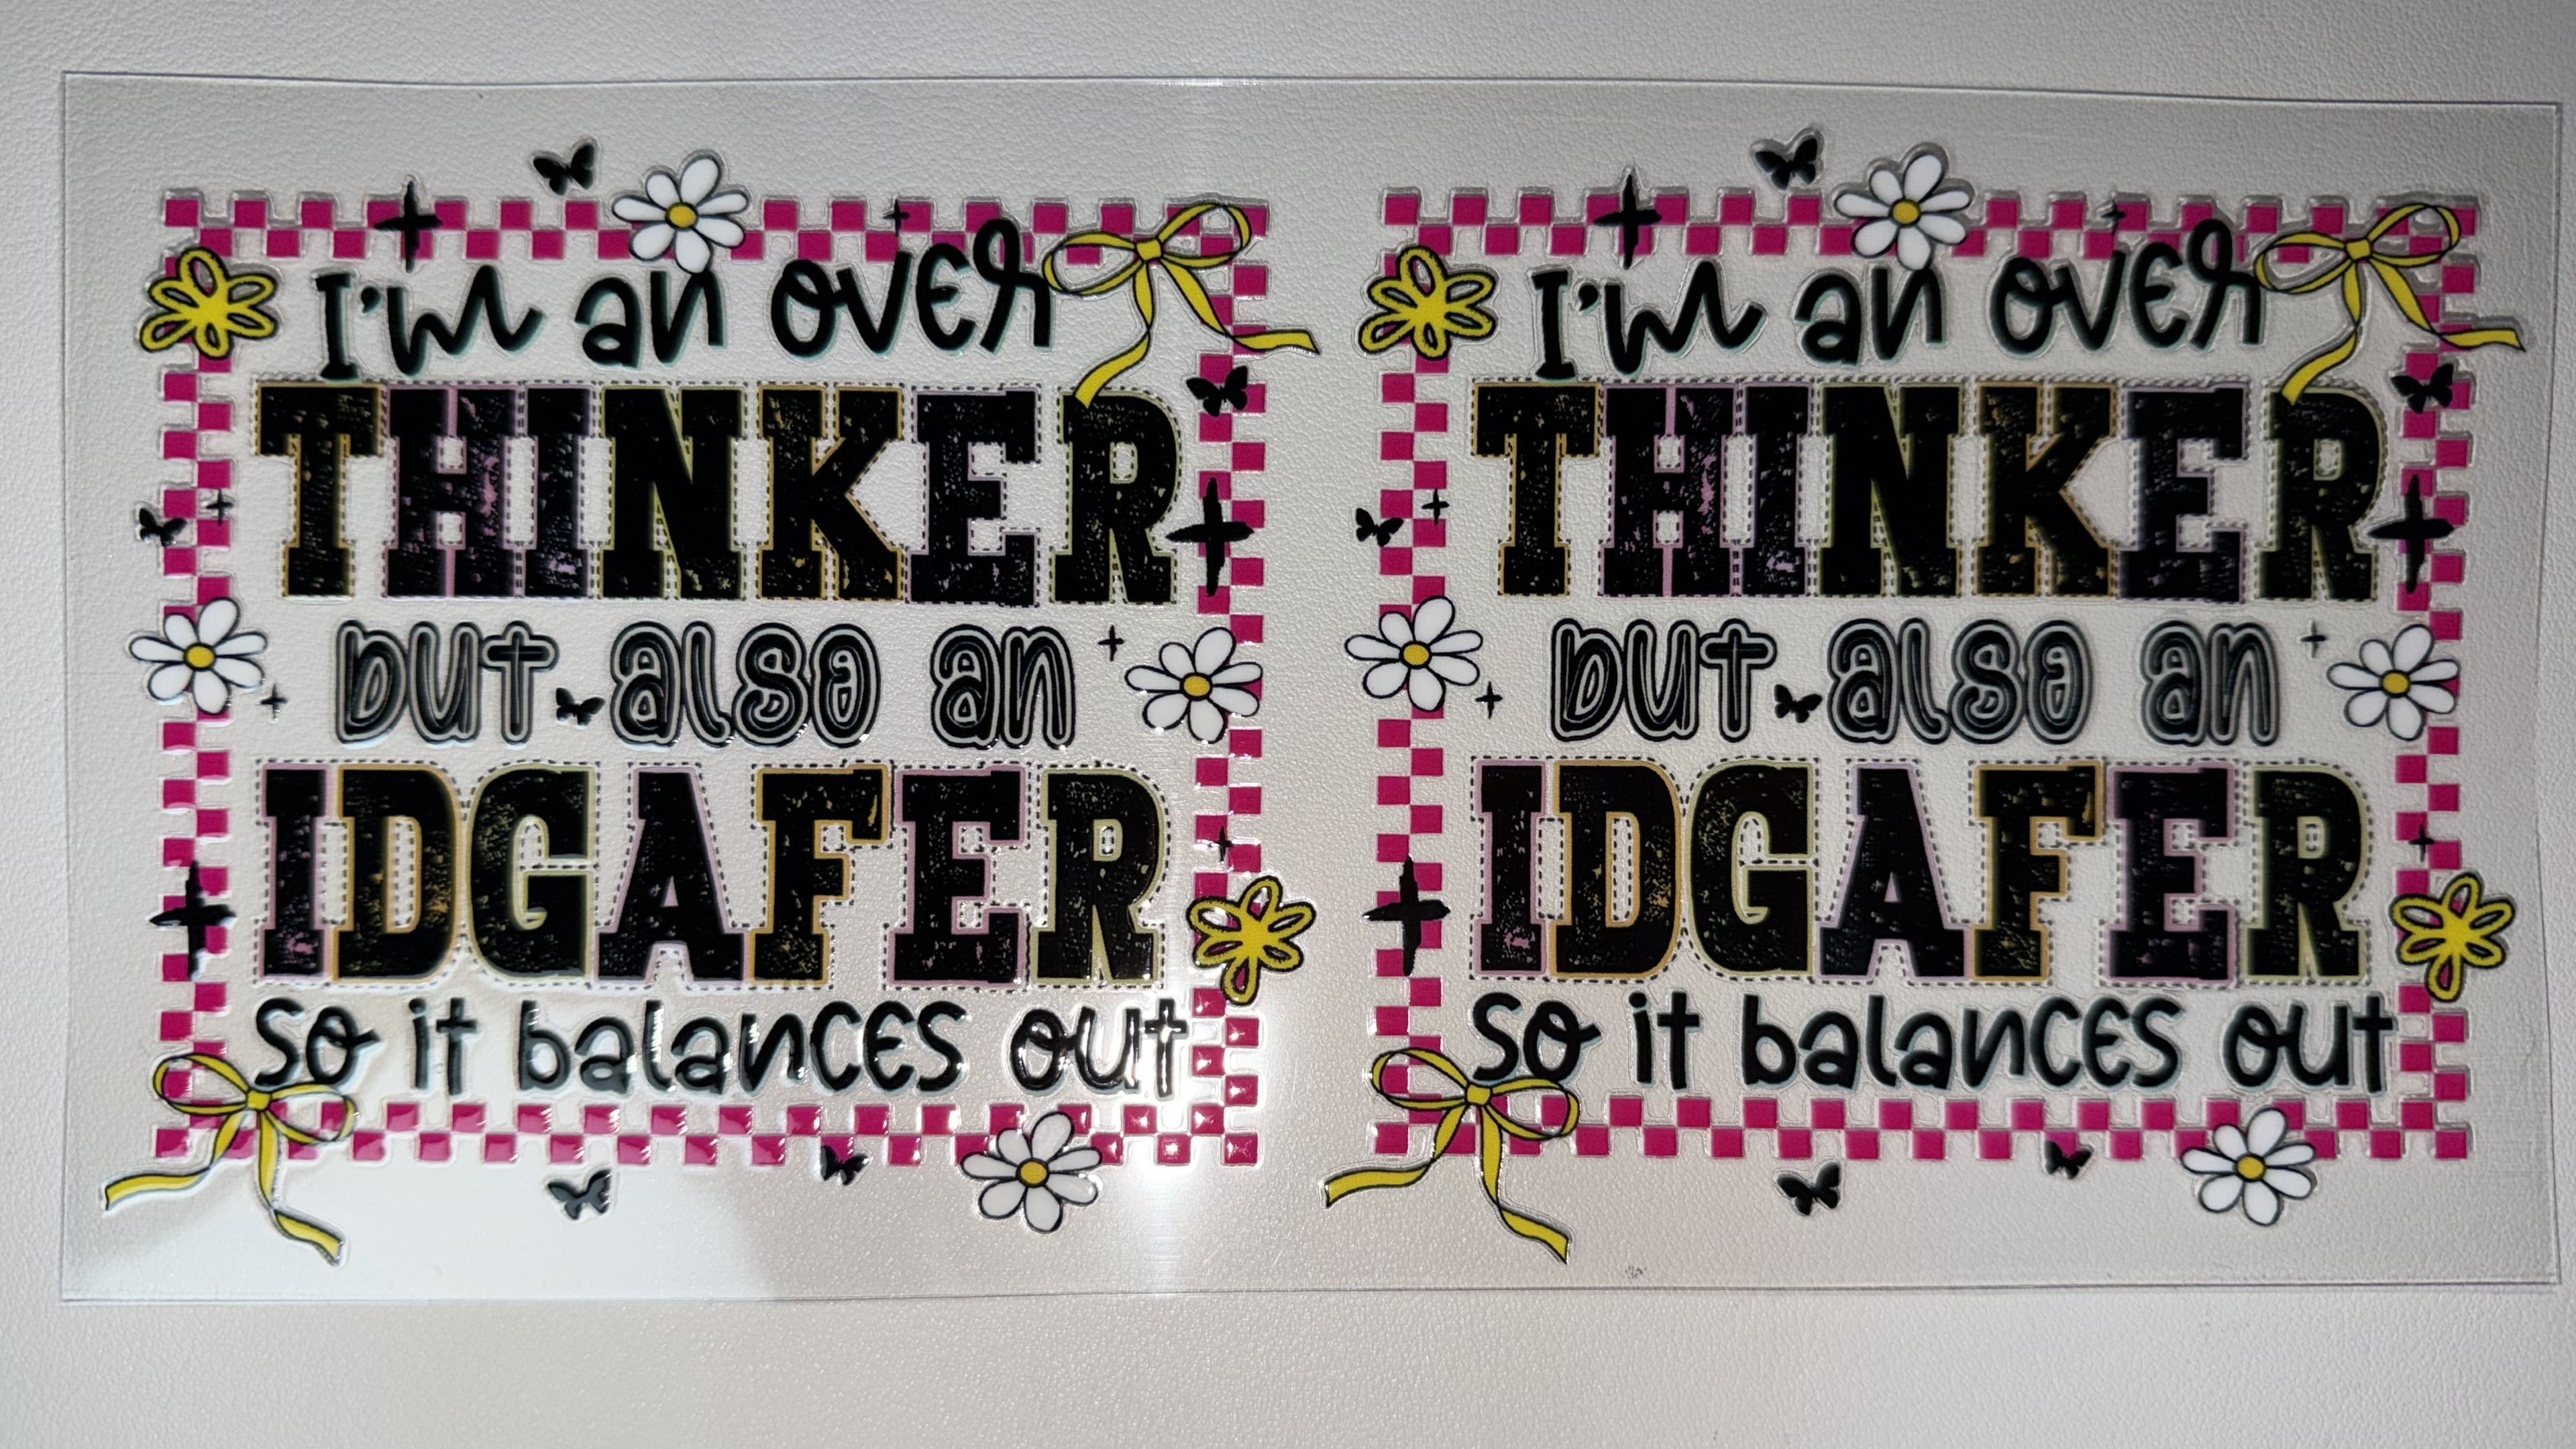 I'm an over
THINKER
but also an
IDGAFER
so it balances out
I'm an over
THINKER
but also an
IDGAFER
so it balances out